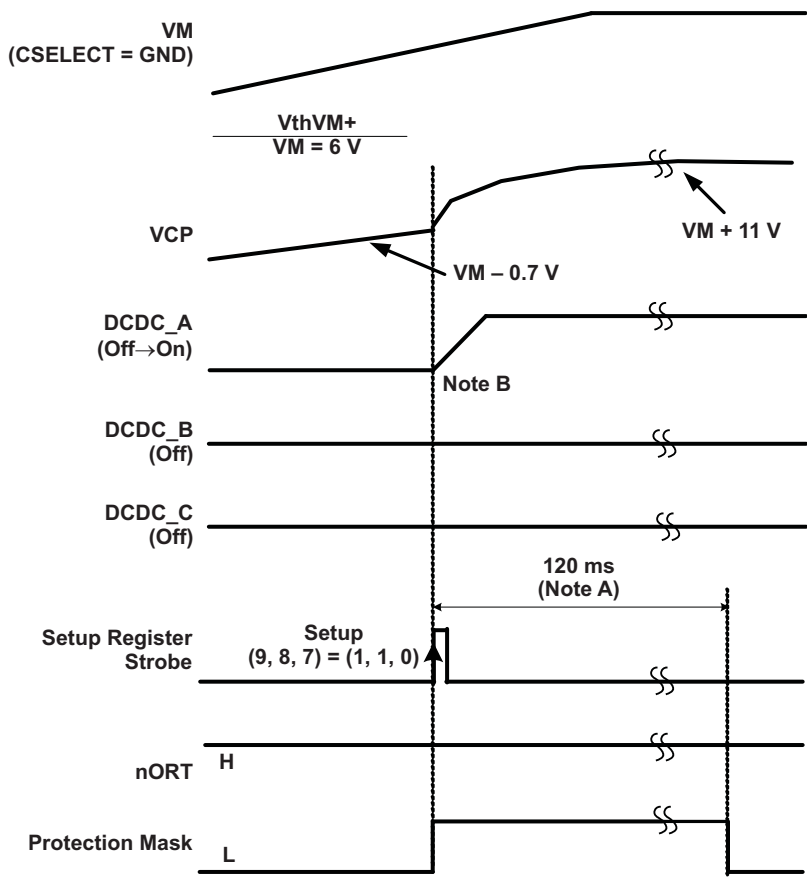 VM
(CSELECT = GND)
VthVM+
VM = 6 V
VCP
VM – 0.7 V
VM + 11 V
DCDC_A
(Off→On)
Note B
DCDC_B
(Off)
DCDC_C
(Off)
120 ms
(Note A)
Setup Register
Strobe
Setup
(9, 8, 7) = (1, 1, 0)
nORT
H
Protection Mask
L